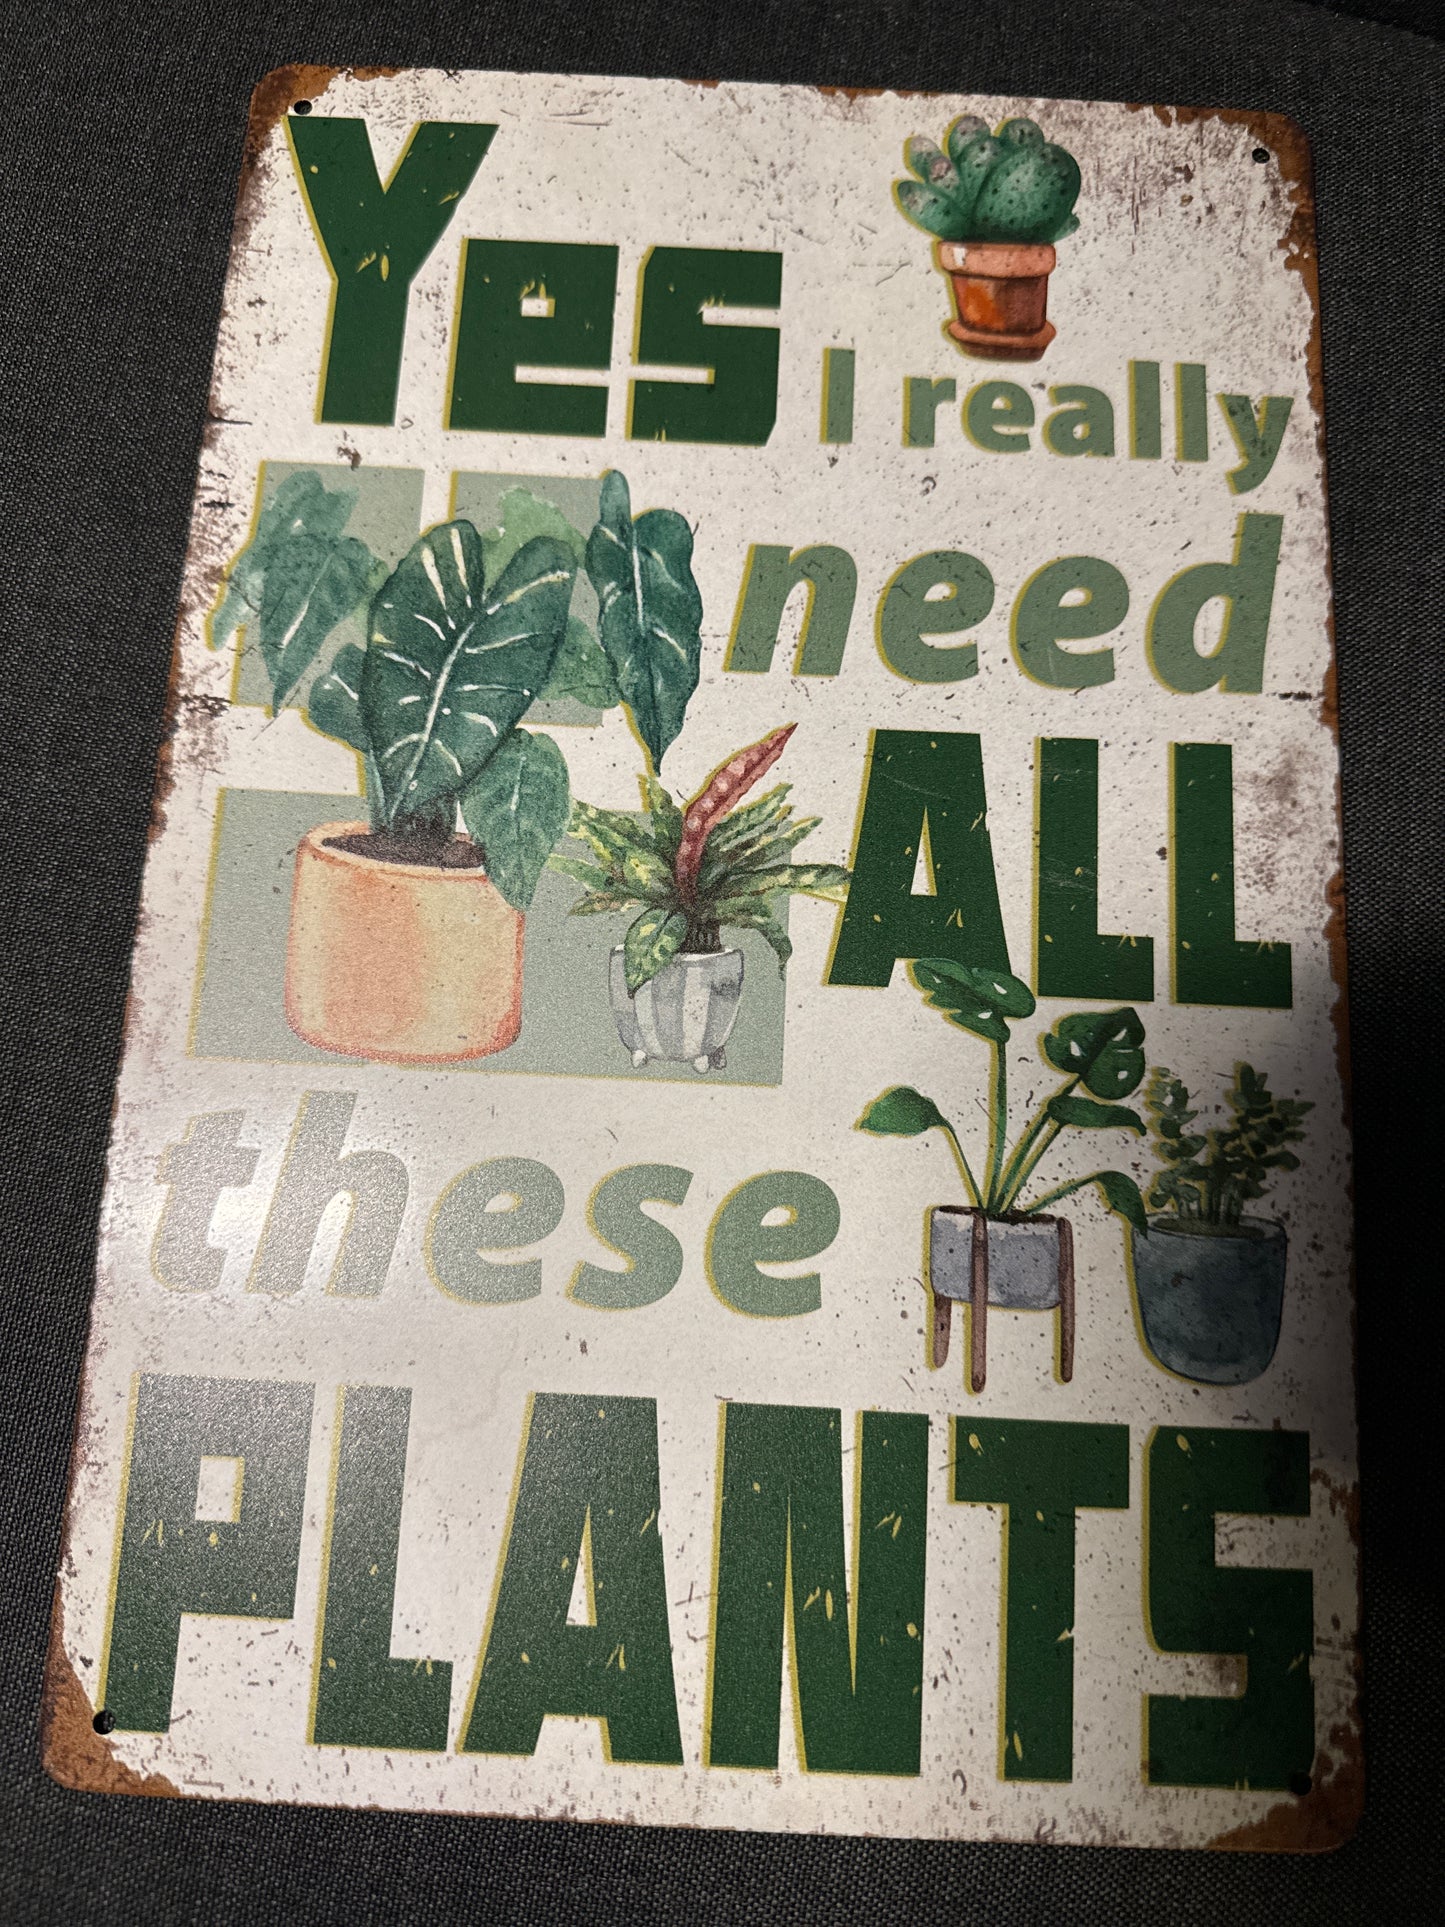 Yes I really
need
ALL
these
PLANTS